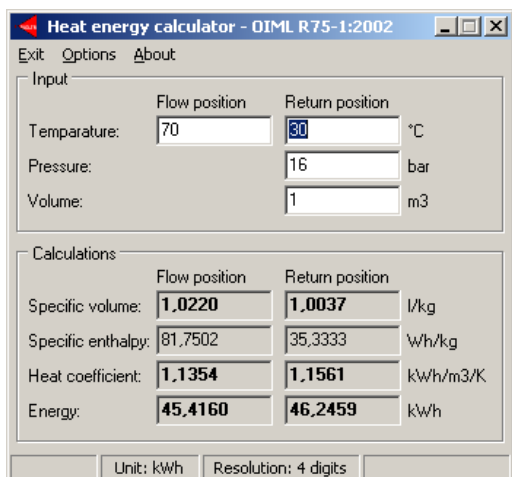 Heat energy calculator - OIML R75-1:2002
Exit Options About
Input
Flow position Return position
Temparature: 70 30 °C
Pressure: 16 bar
Volume: 1 m3
Calculations
Flow position Return position
Specific volume: 1,0220 1,0037 l/kg
Specific enthalpy: 81,7502 35,3333 Wh/kg
Heat coefficient: 1,1354 1,1561 kWh/m3/K
Energy: 45,4160 46,2459 kWh
Unit: kWh Resolution: 4 digits